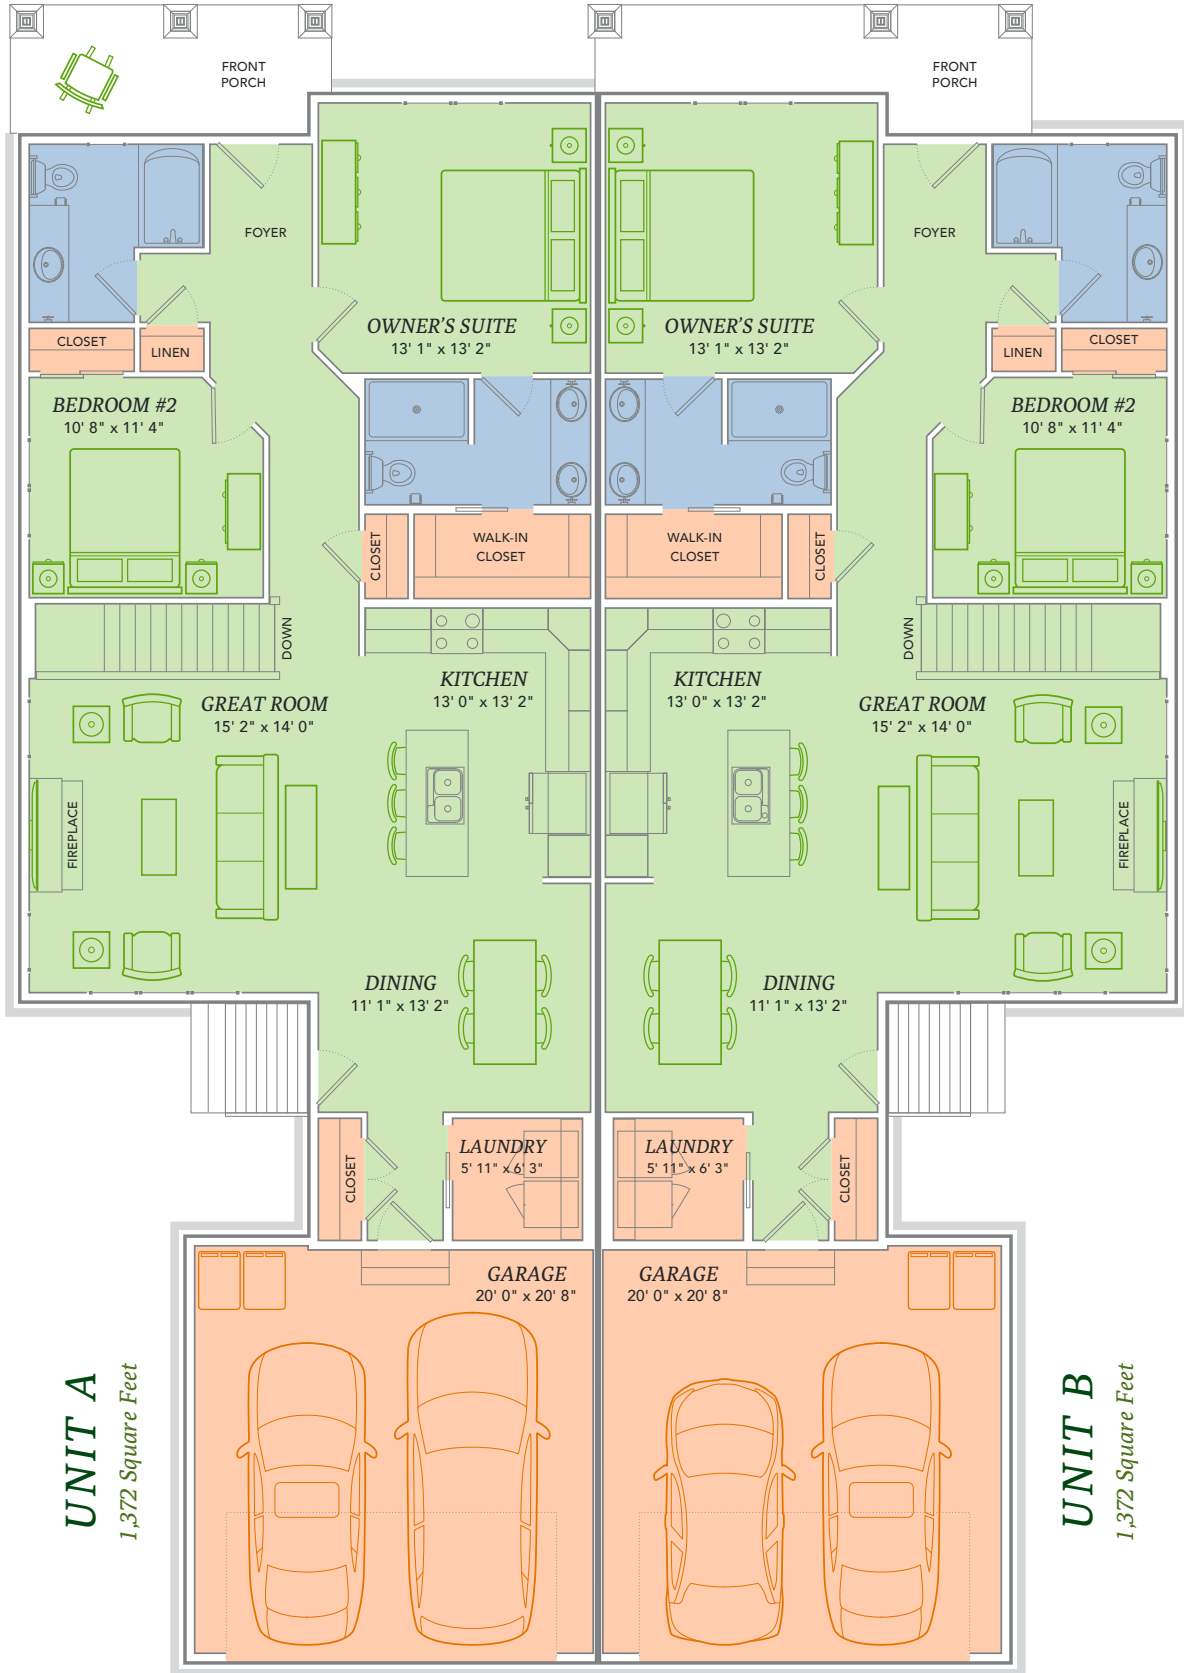 FRONT
PORCH
FRONT
PORCH
FOYER
FOYER
OWNER'S SUITE
13' 1" x 13' 2"
OWNER'S SUITE
13' 1" x 13' 2"
CLOSET
LINEN
LINEN
CLOSET
BEDROOM #2
10' 8" x 11' 4"
BEDROOM #2
10' 8" x 11' 4"
CLOSET
WALK-IN
CLOSET
WALK-IN
CLOSET
CLOSET
DOWN
DOWN
KITCHEN
13' 0" x 13' 2"
KITCHEN
13' 0" x 13' 2"
GREAT ROOM
15' 2" x 14' 0"
GREAT ROOM
15' 2" x 14' 0"
FIREPLACE
FIREPLACE
DINING
11' 1" x 13' 2"
DINING
11' 1" x 13' 2"
CLOSET
LAUNDRY
5' 11" x 6' 3"
LAUNDRY
5' 11" x 6' 3"
CLOSET
GARAGE
20' 0" x 20' 8"
GARAGE
20' 0" x 20' 8"
UNIT A
1,372 Square Feet
UNIT B
1,372 Square Feet